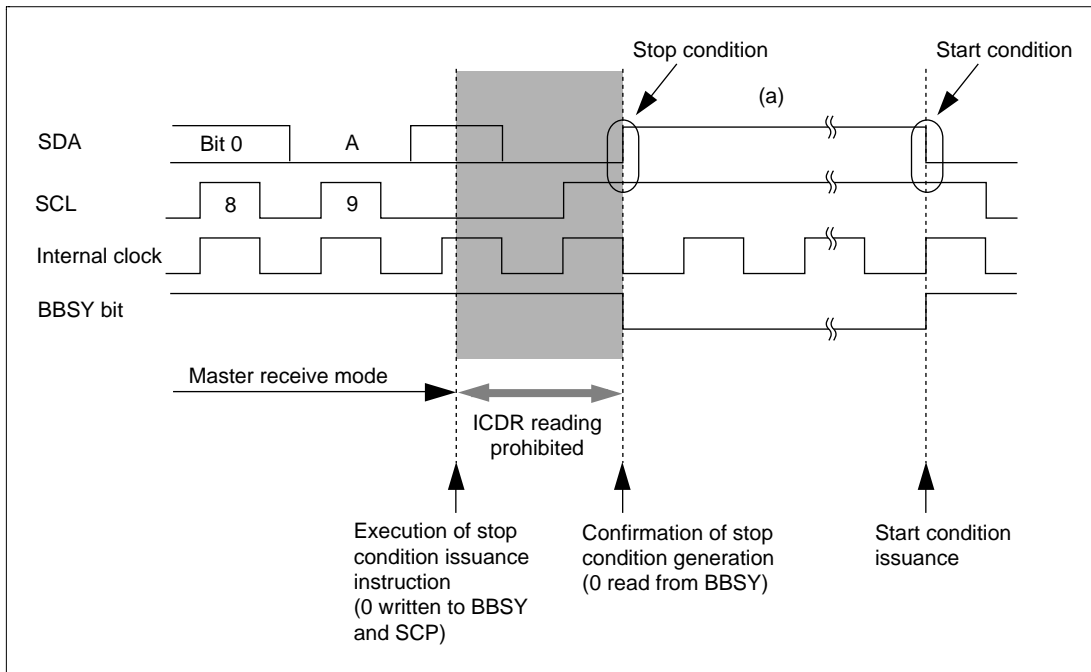 Stop condition
Start condition
(a)
SDA
Bit 0
A
SCL
8
9
Internal clock
BBSY bit
Master receive mode
ICDR reading
prohibited
Execution of stop
condition issuance
instruction
(0 written to BBSY
and SCP)
Confirmation of stop
condition generation
(0 read from BBSY)
Start condition
issuance